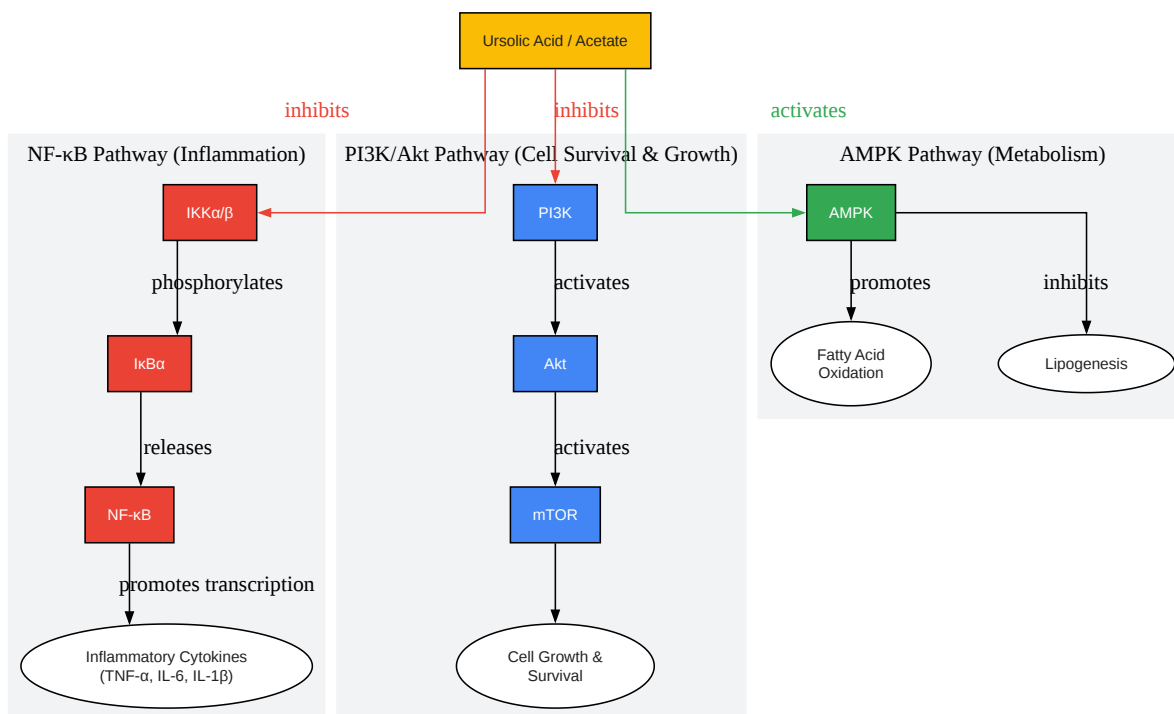 Ursolic Acid / Acetate
inhibits
inhibits
activates
NF-κB Pathway (Inflammation)
PI3K/Akt Pathway (Cell Survival & Growth)
AMPK Pathway (Metabolism)
IKKα/β
PI3K
AMPK
phosphorylates
activates
promotes
inhibits
IκBα
Akt
Fatty Acid
Oxidation
Lipogenesis
releases
activates
NF-κB
mTOR
promotes transcription
Inflammatory Cytokines
(TNF-α, IL-6, IL-1β)
Cell Growth &
Survival